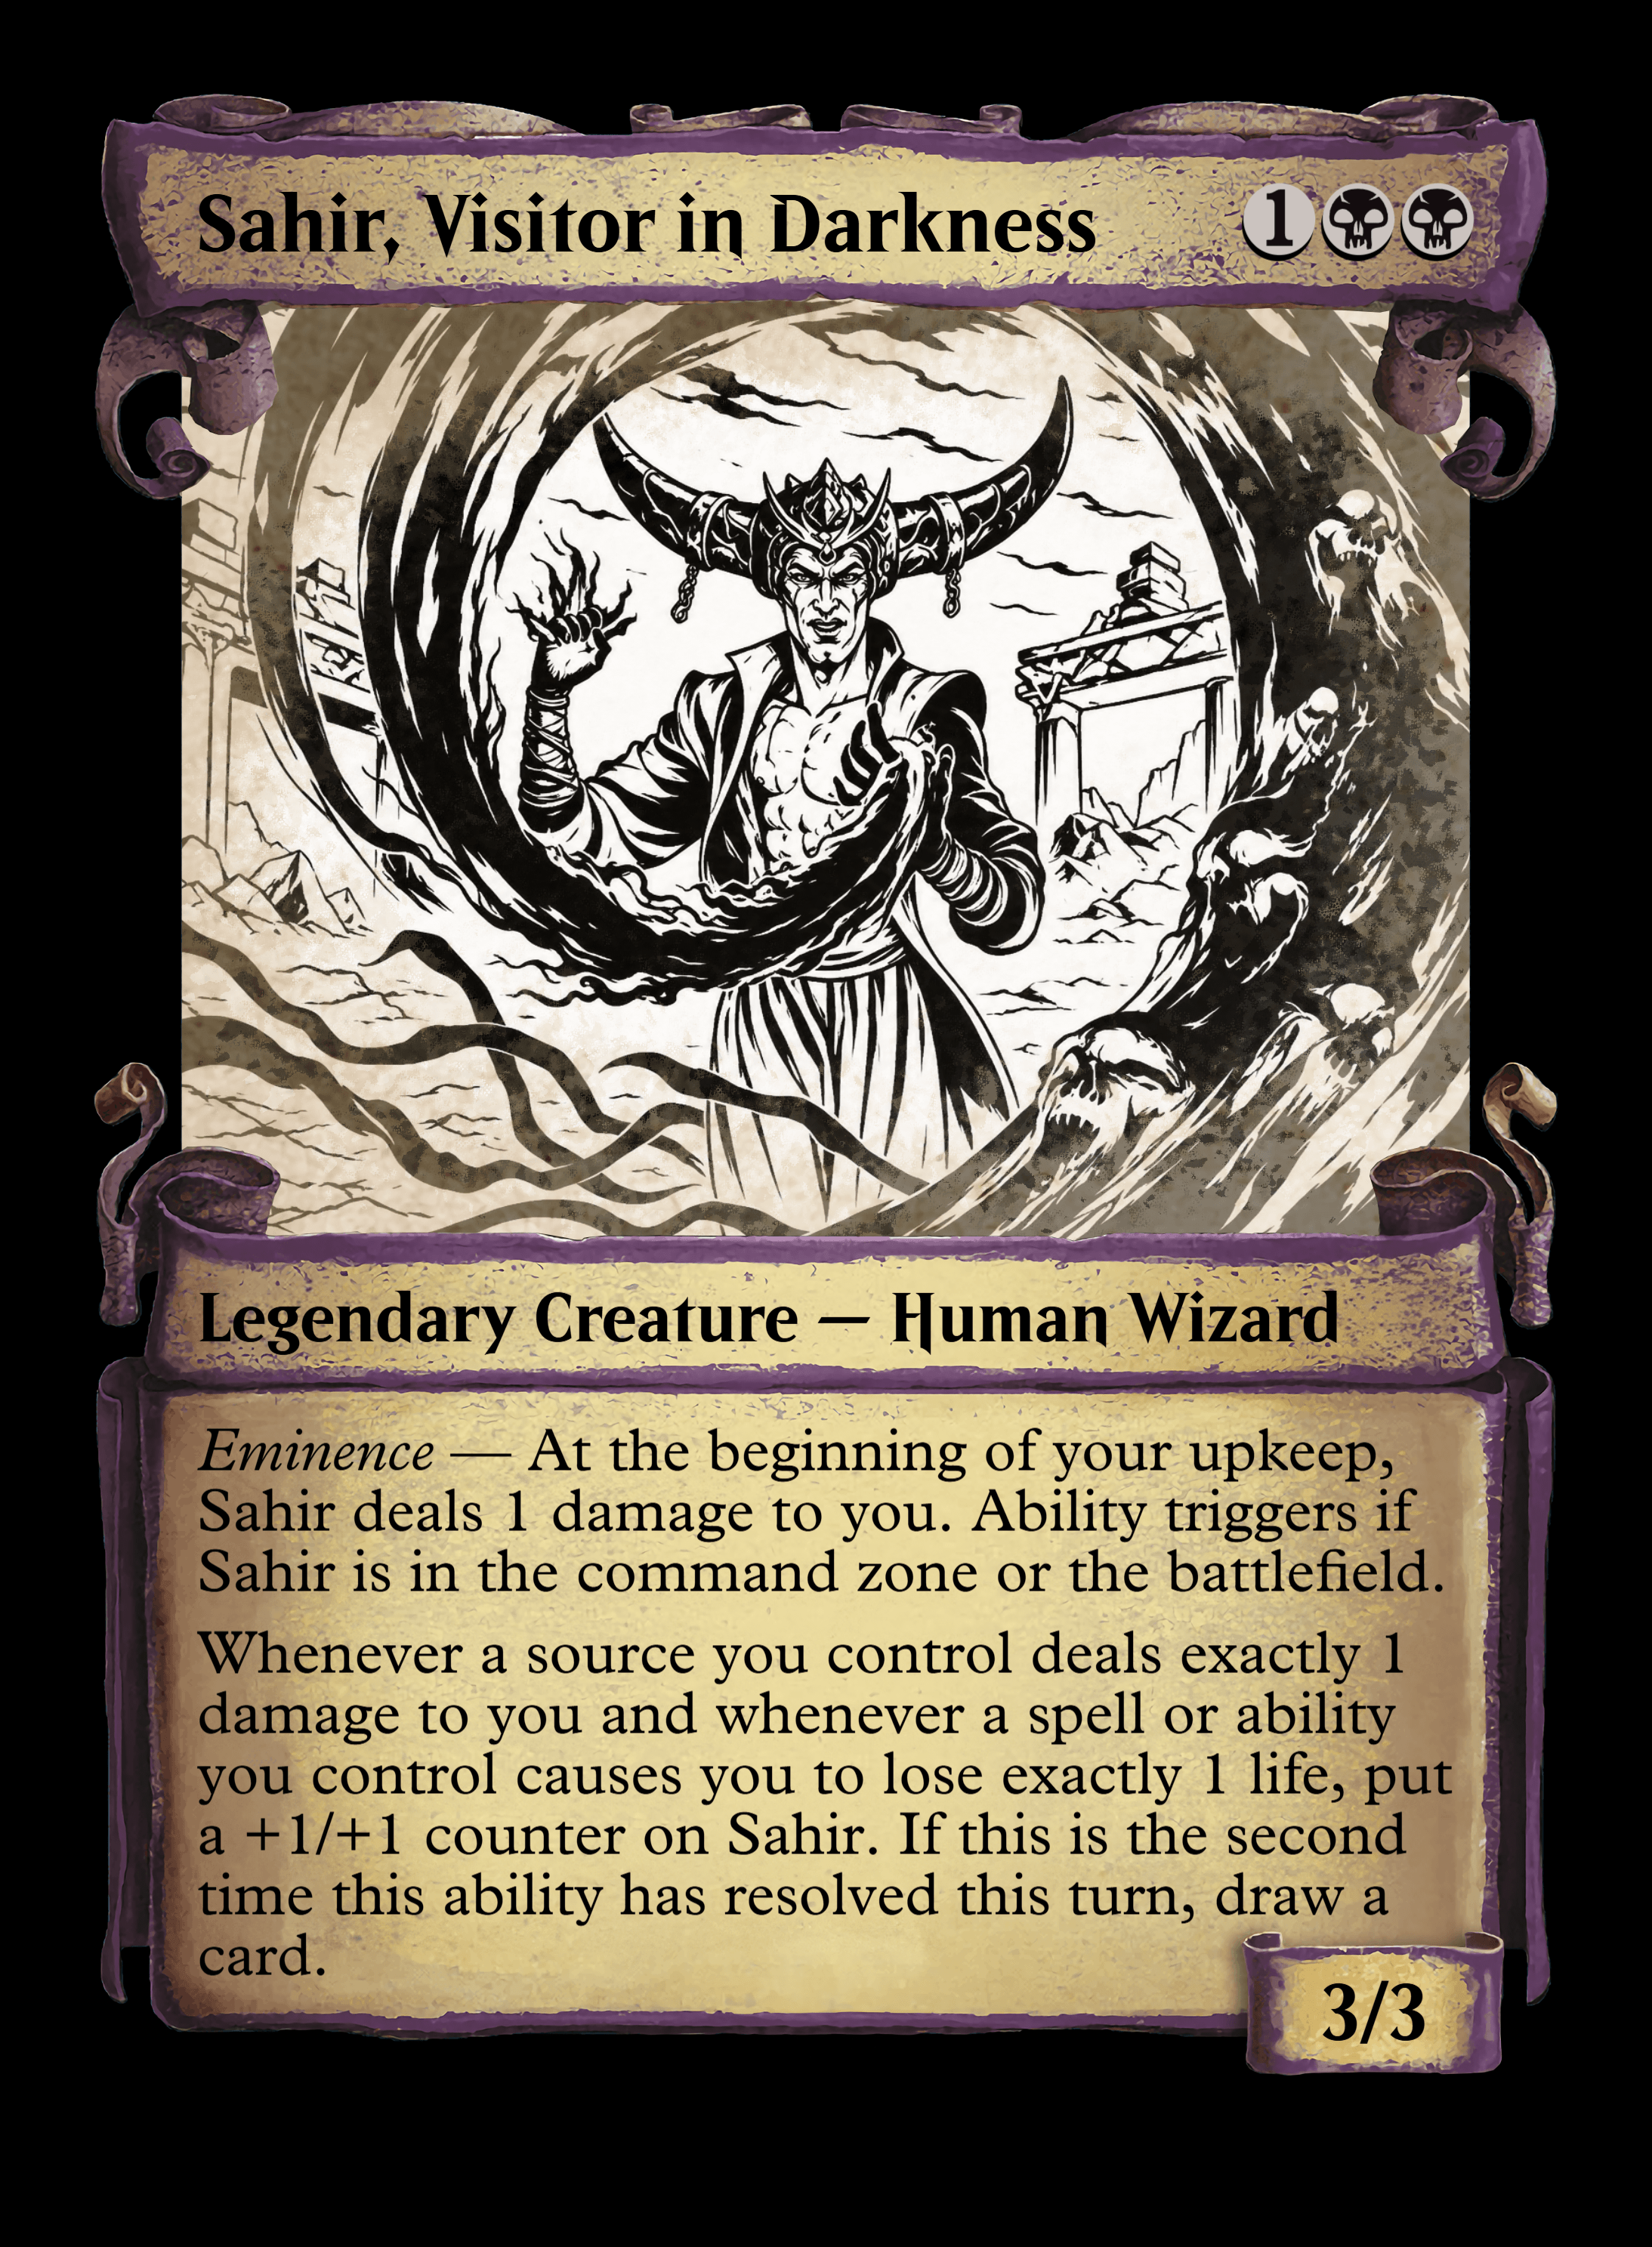 Sahir, Visitor in Darkness 1
Legendary Creature — Human Wizard
Eminence — At the beginning of your upkeep,
Sahir deals 1 damage to you. Ability triggers if
Sahir is in the command zone or the battlefield.
Whenever a source you control deals exactly 1
damage to you and whenever a spell or ability
you control causes you to lose exactly 1 life, put
a +1/+1 counter on Sahir. If this is the second
time this ability has resolved this turn, draw a
card.
3/3